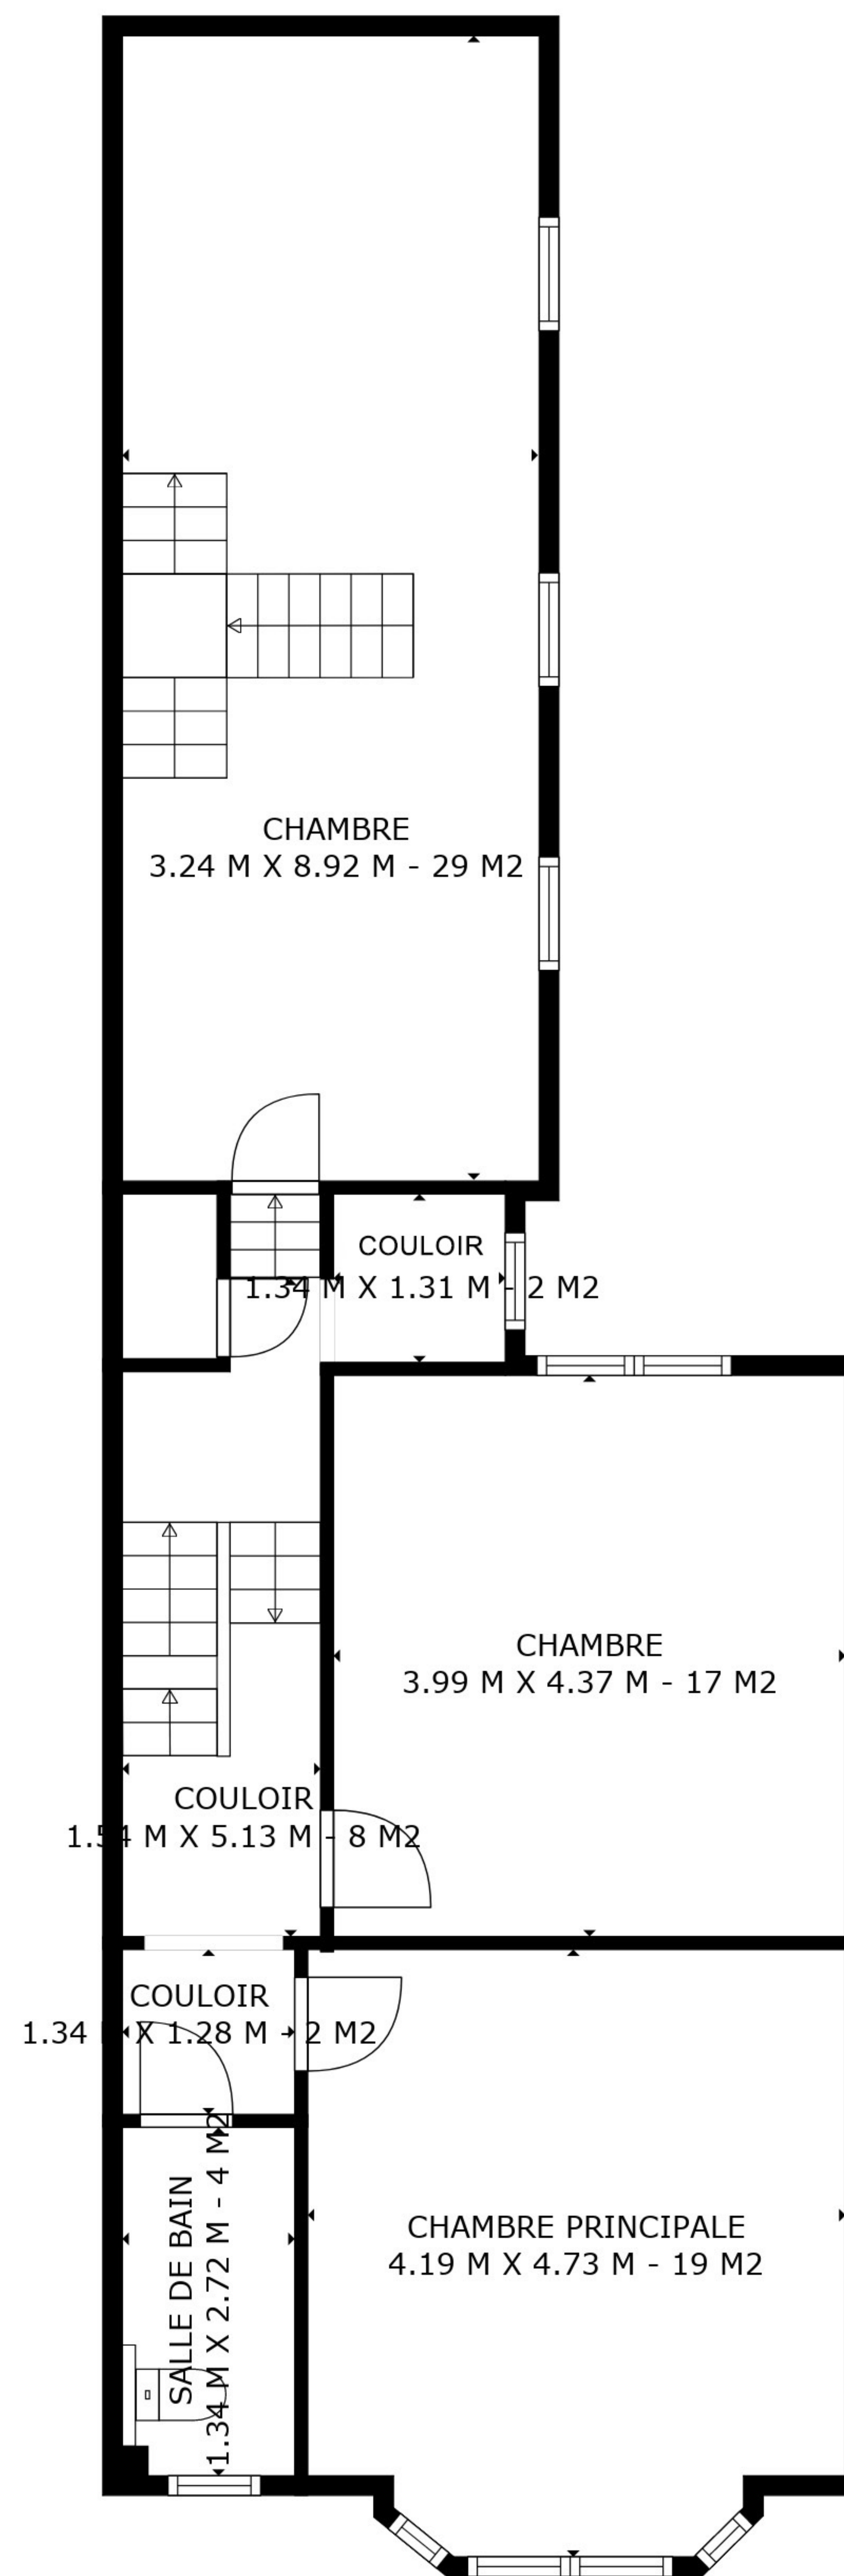 CHAMBRE
3.24 M X 8.92 M - 29 M2
COULOIR
1.34 M X 1.31 M - 2 M2
CHAMBRE
3.99 M X 4.37 M - 17 M2
COULOIR
1.54 M X 5.13 M - 8 M2
COULOIR
1.34 M X 1.28 M - 2 M2
SALLE DE BAIN
1.34 M X 2.72 M - 4 M2
CHAMBRE PRINCIPALE
4.19 M X 4.73 M - 19 M2